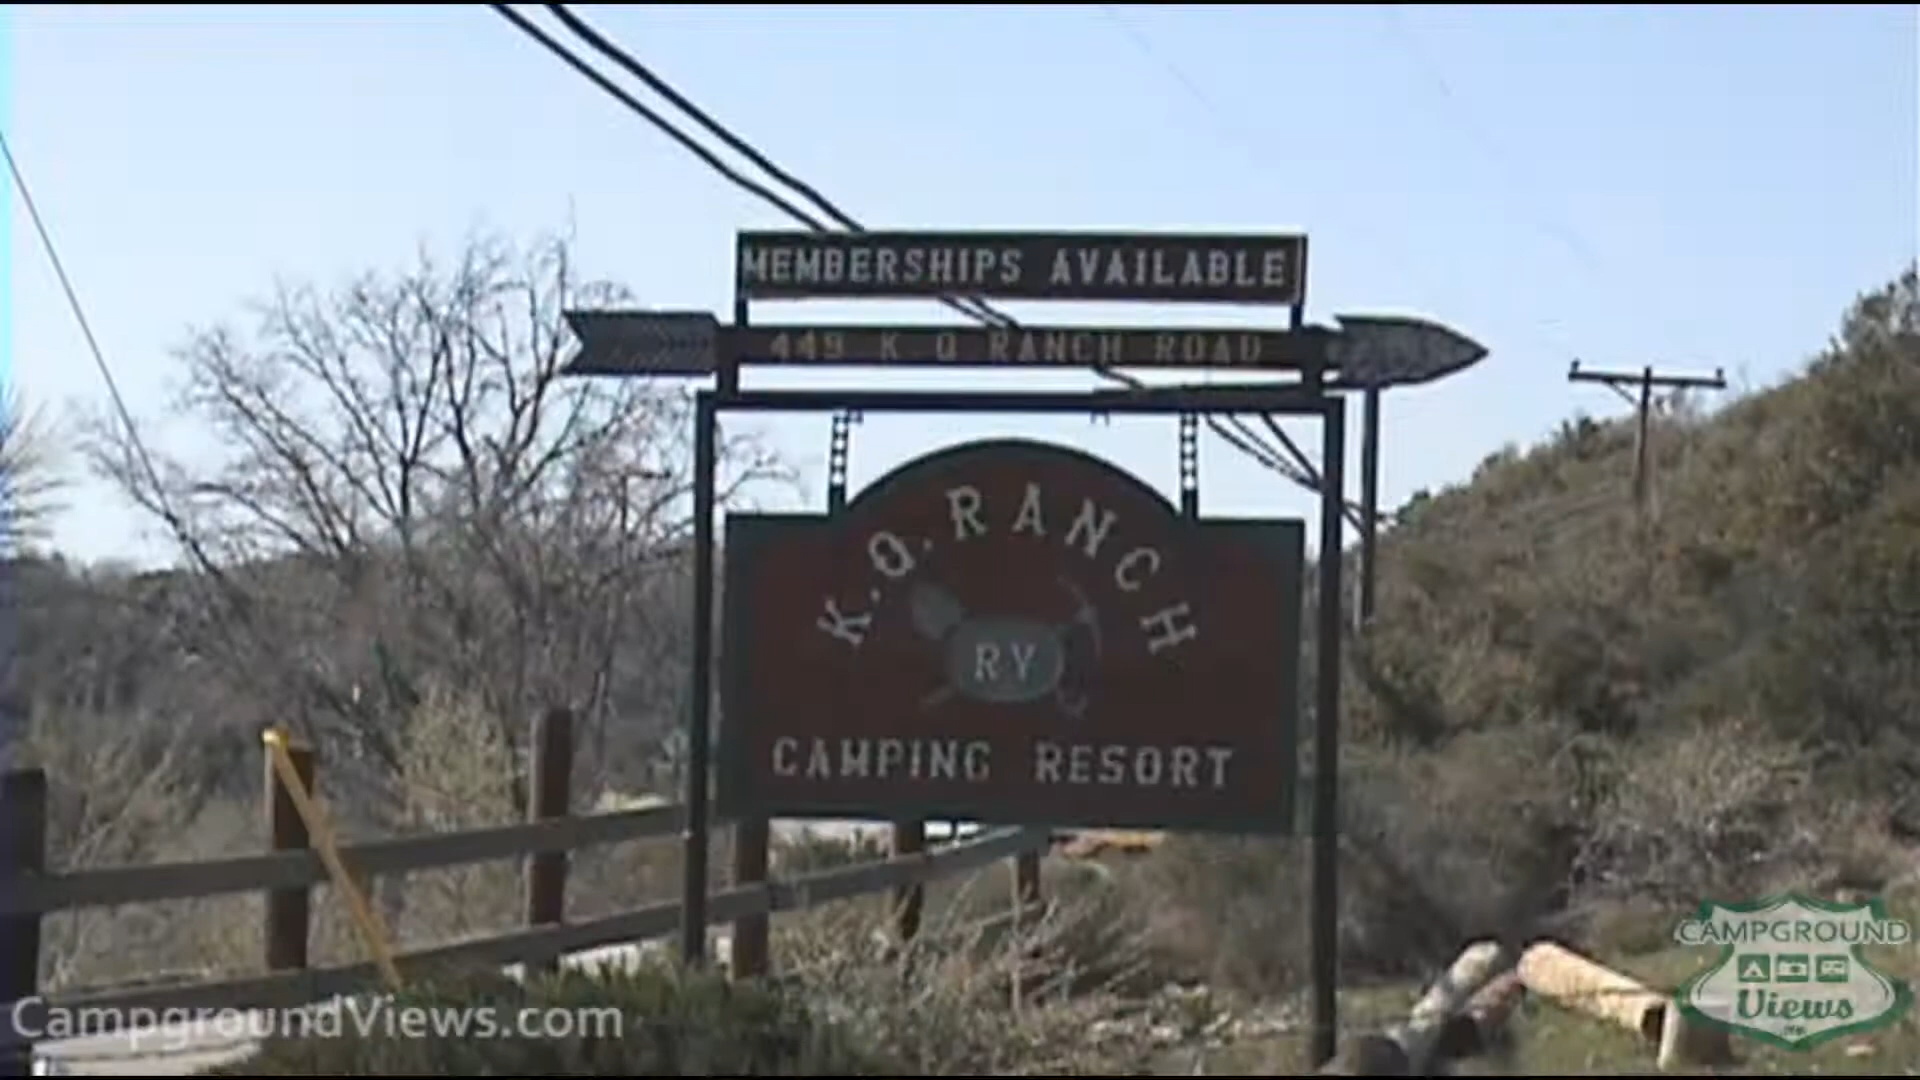 MEMBERSHIPS AVAILABLE
449 K Q RANCH ROAD
K.Q. RANCH
RV
CAMPING RESORT
CampgroundViews.com
CAMPGROUND
Views